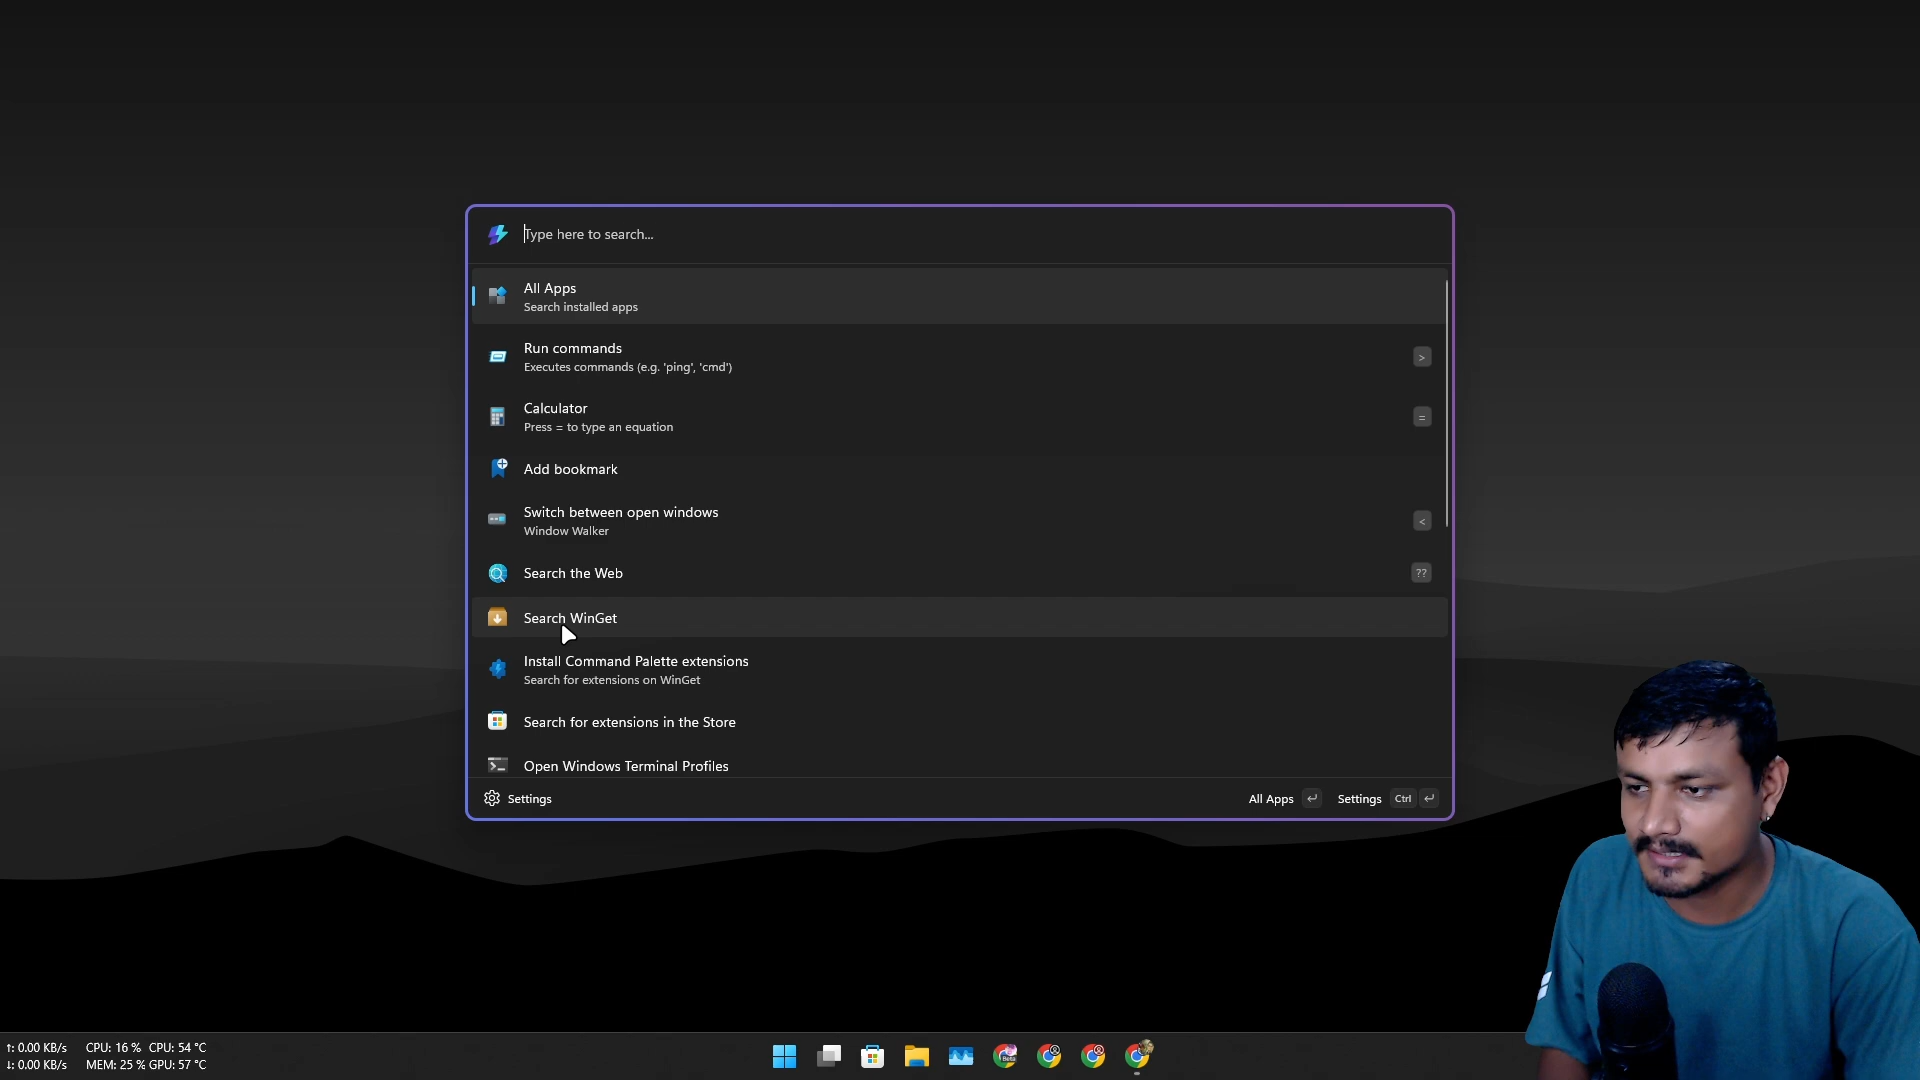 Type here to search...
All Apps
Search installed apps
Run commands
Executes commands (e.g. 'ping', 'cmd')
>
Calculator
Press = to type an equation
=
Add bookmark
Switch between open windows
Window Walker
<
Search the Web
??
Search WinGet
Install Command Palette extensions
Search for extensions on WinGet
Search for extensions in the Store
Open Windows Terminal Profiles
Settings
All Apps
Settings Ctrl
↑: 0.00 KB/s CPU: 16 % CPU: 54 °C
↓: 0.00 KB/s MEM: 25 % GPU: 57 °C
Beta